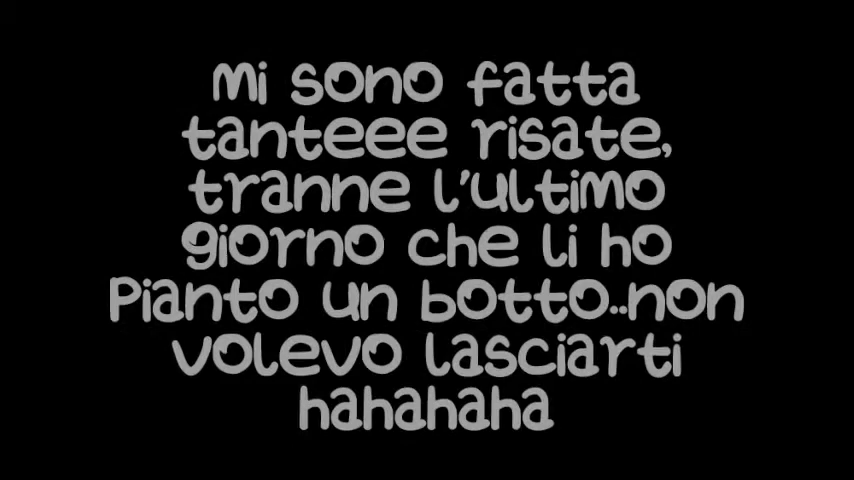 Mi sono fatta
tanteee risate,
tranne l'ultimo
giorno che li ho
Pianto un botto..non
volevo lasciarti
hahahaha